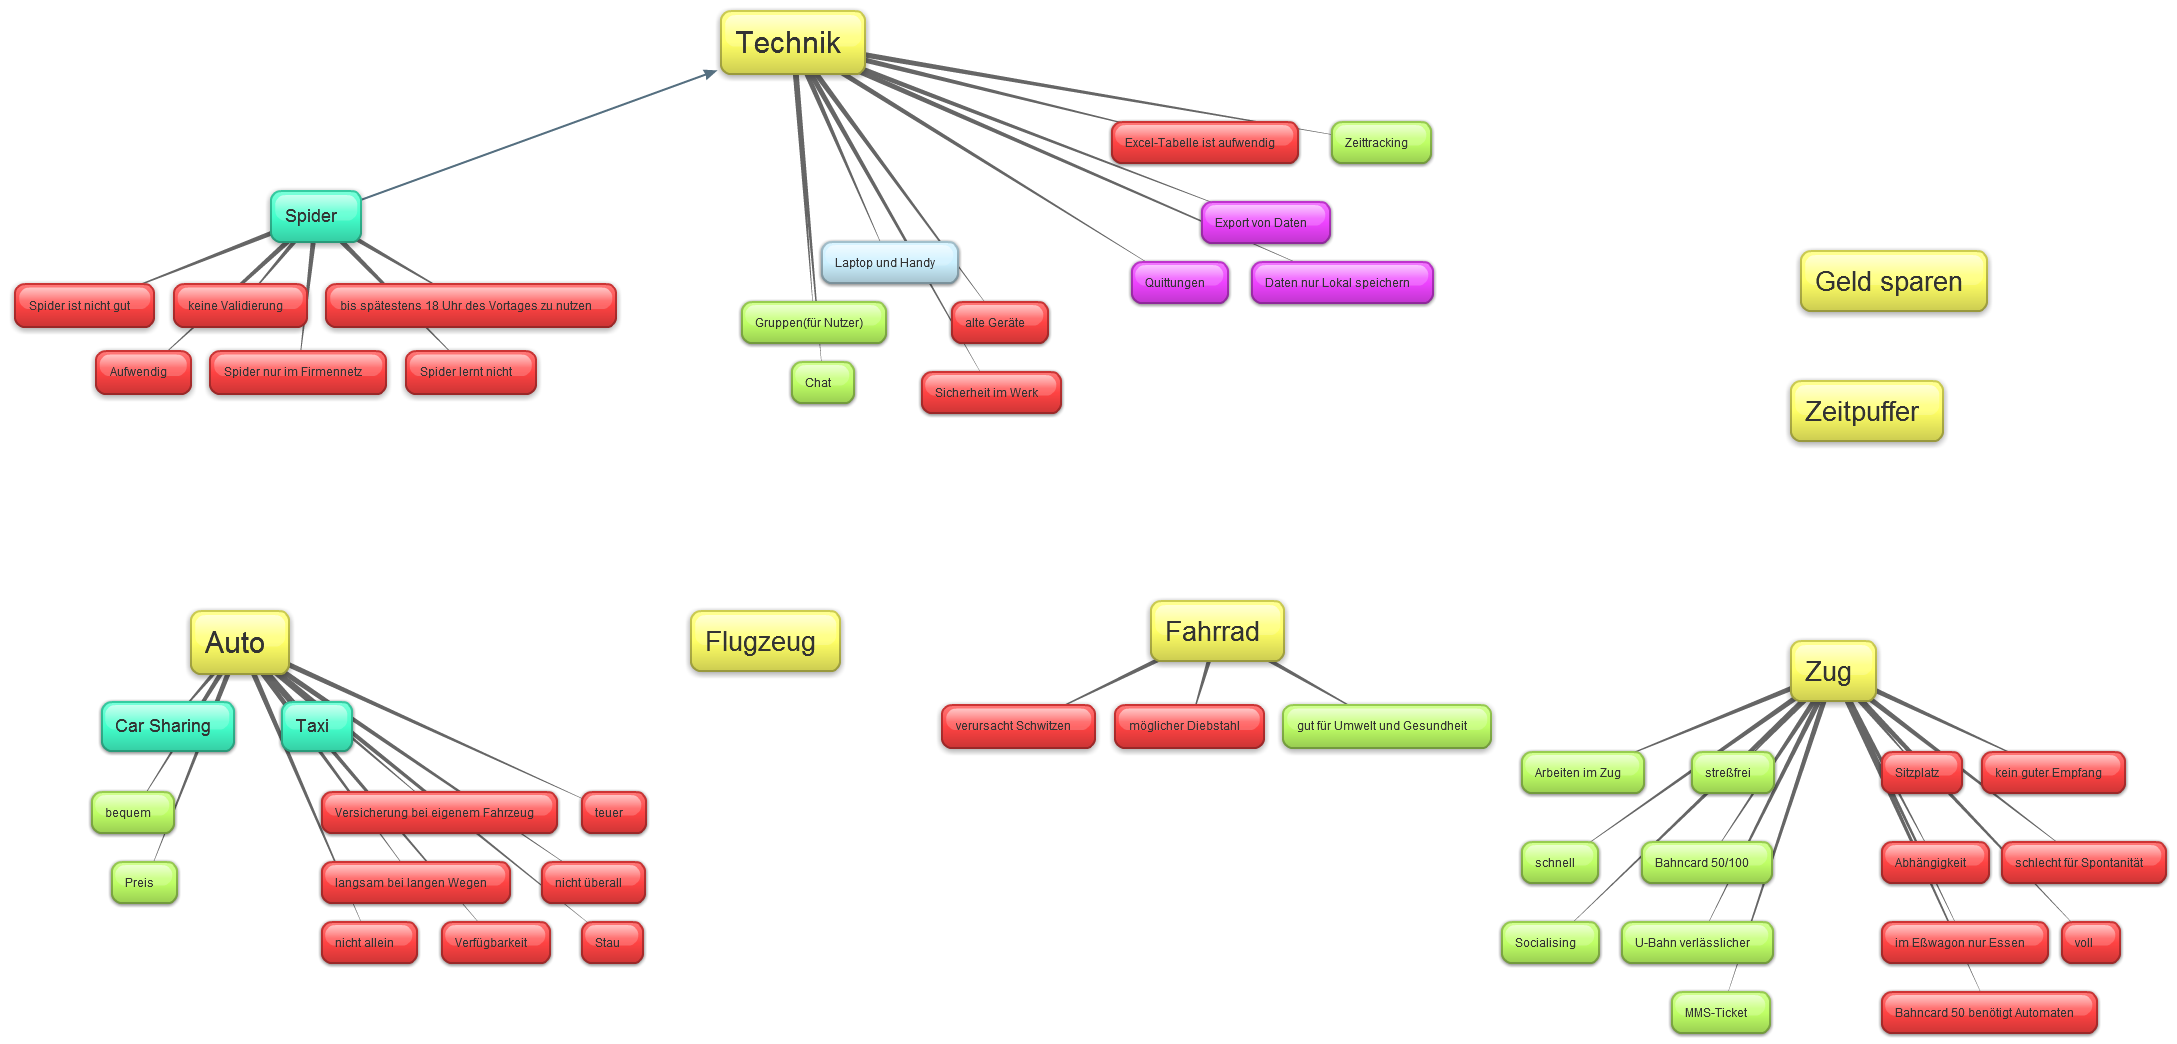 Technik
Excel-Tabelle ist aufwendig
Zeittracking
Spider
Export von Daten
Laptop und Handy
Quittungen
Daten nur Lokal speichern
Geld sparen
Spider ist nicht gut
keine Validierung
bis spätestens 18 Uhr des Vortages zu nutzen
Gruppen(für Nutzer)
alte Geräte
Aufwendig
Spider nur im Firmennetz
Spider lernt nicht
Chat
Sicherheit im Werk
Zeitpuffer
Auto
Flugzeug
Fahrrad
Zug
Car Sharing
Taxi
verursacht Schwitzen
möglicher Diebstahl
gut für Umwelt und Gesundheit
Arbeiten im Zug
streßfrei
Sitzplatz
kein guter Empfang
bequem
Versicherung bei eigenem Fahrzeug
teuer
schnell
Bahncard 50/100
Abhängigkeit
schlecht für Spontanität
Preis
langsam bei langen Wegen
nicht überall
nicht allein
Verfügbarkeit
Stau
Socialising
U-Bahn verlässlicher
im Eßwagon nur Essen
voll
MMS-Ticket
Bahncard 50 benötigt Automaten